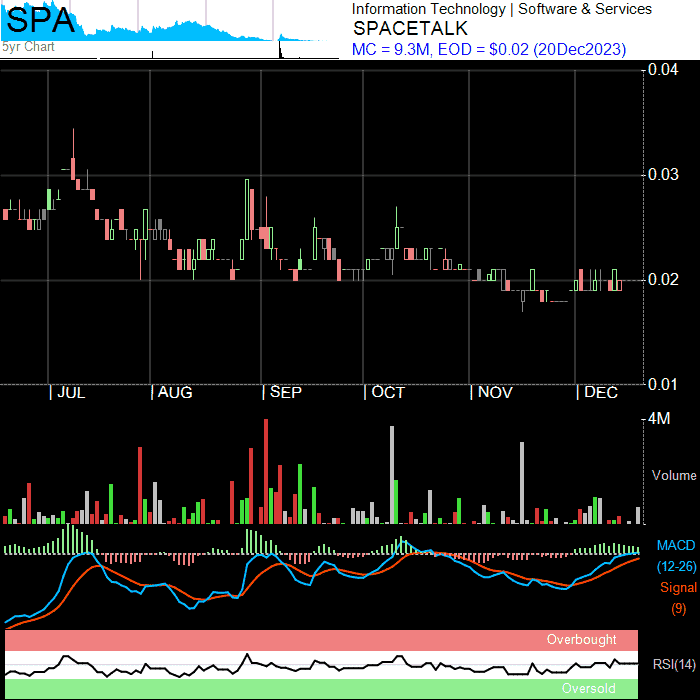 SPA
5yr Chart
Information Technology | Software & Services
SPACETALK
MC = 9.3M, EOD = $0.02 (20Dec2023)
0.04
0.03
0.02
0.01
| JUL | AUG | SEP | OCT | NOV | DEC
4M
Volume
MACD
(12-26)
Signal
(9)
Overbought
RSI(14)
Oversold